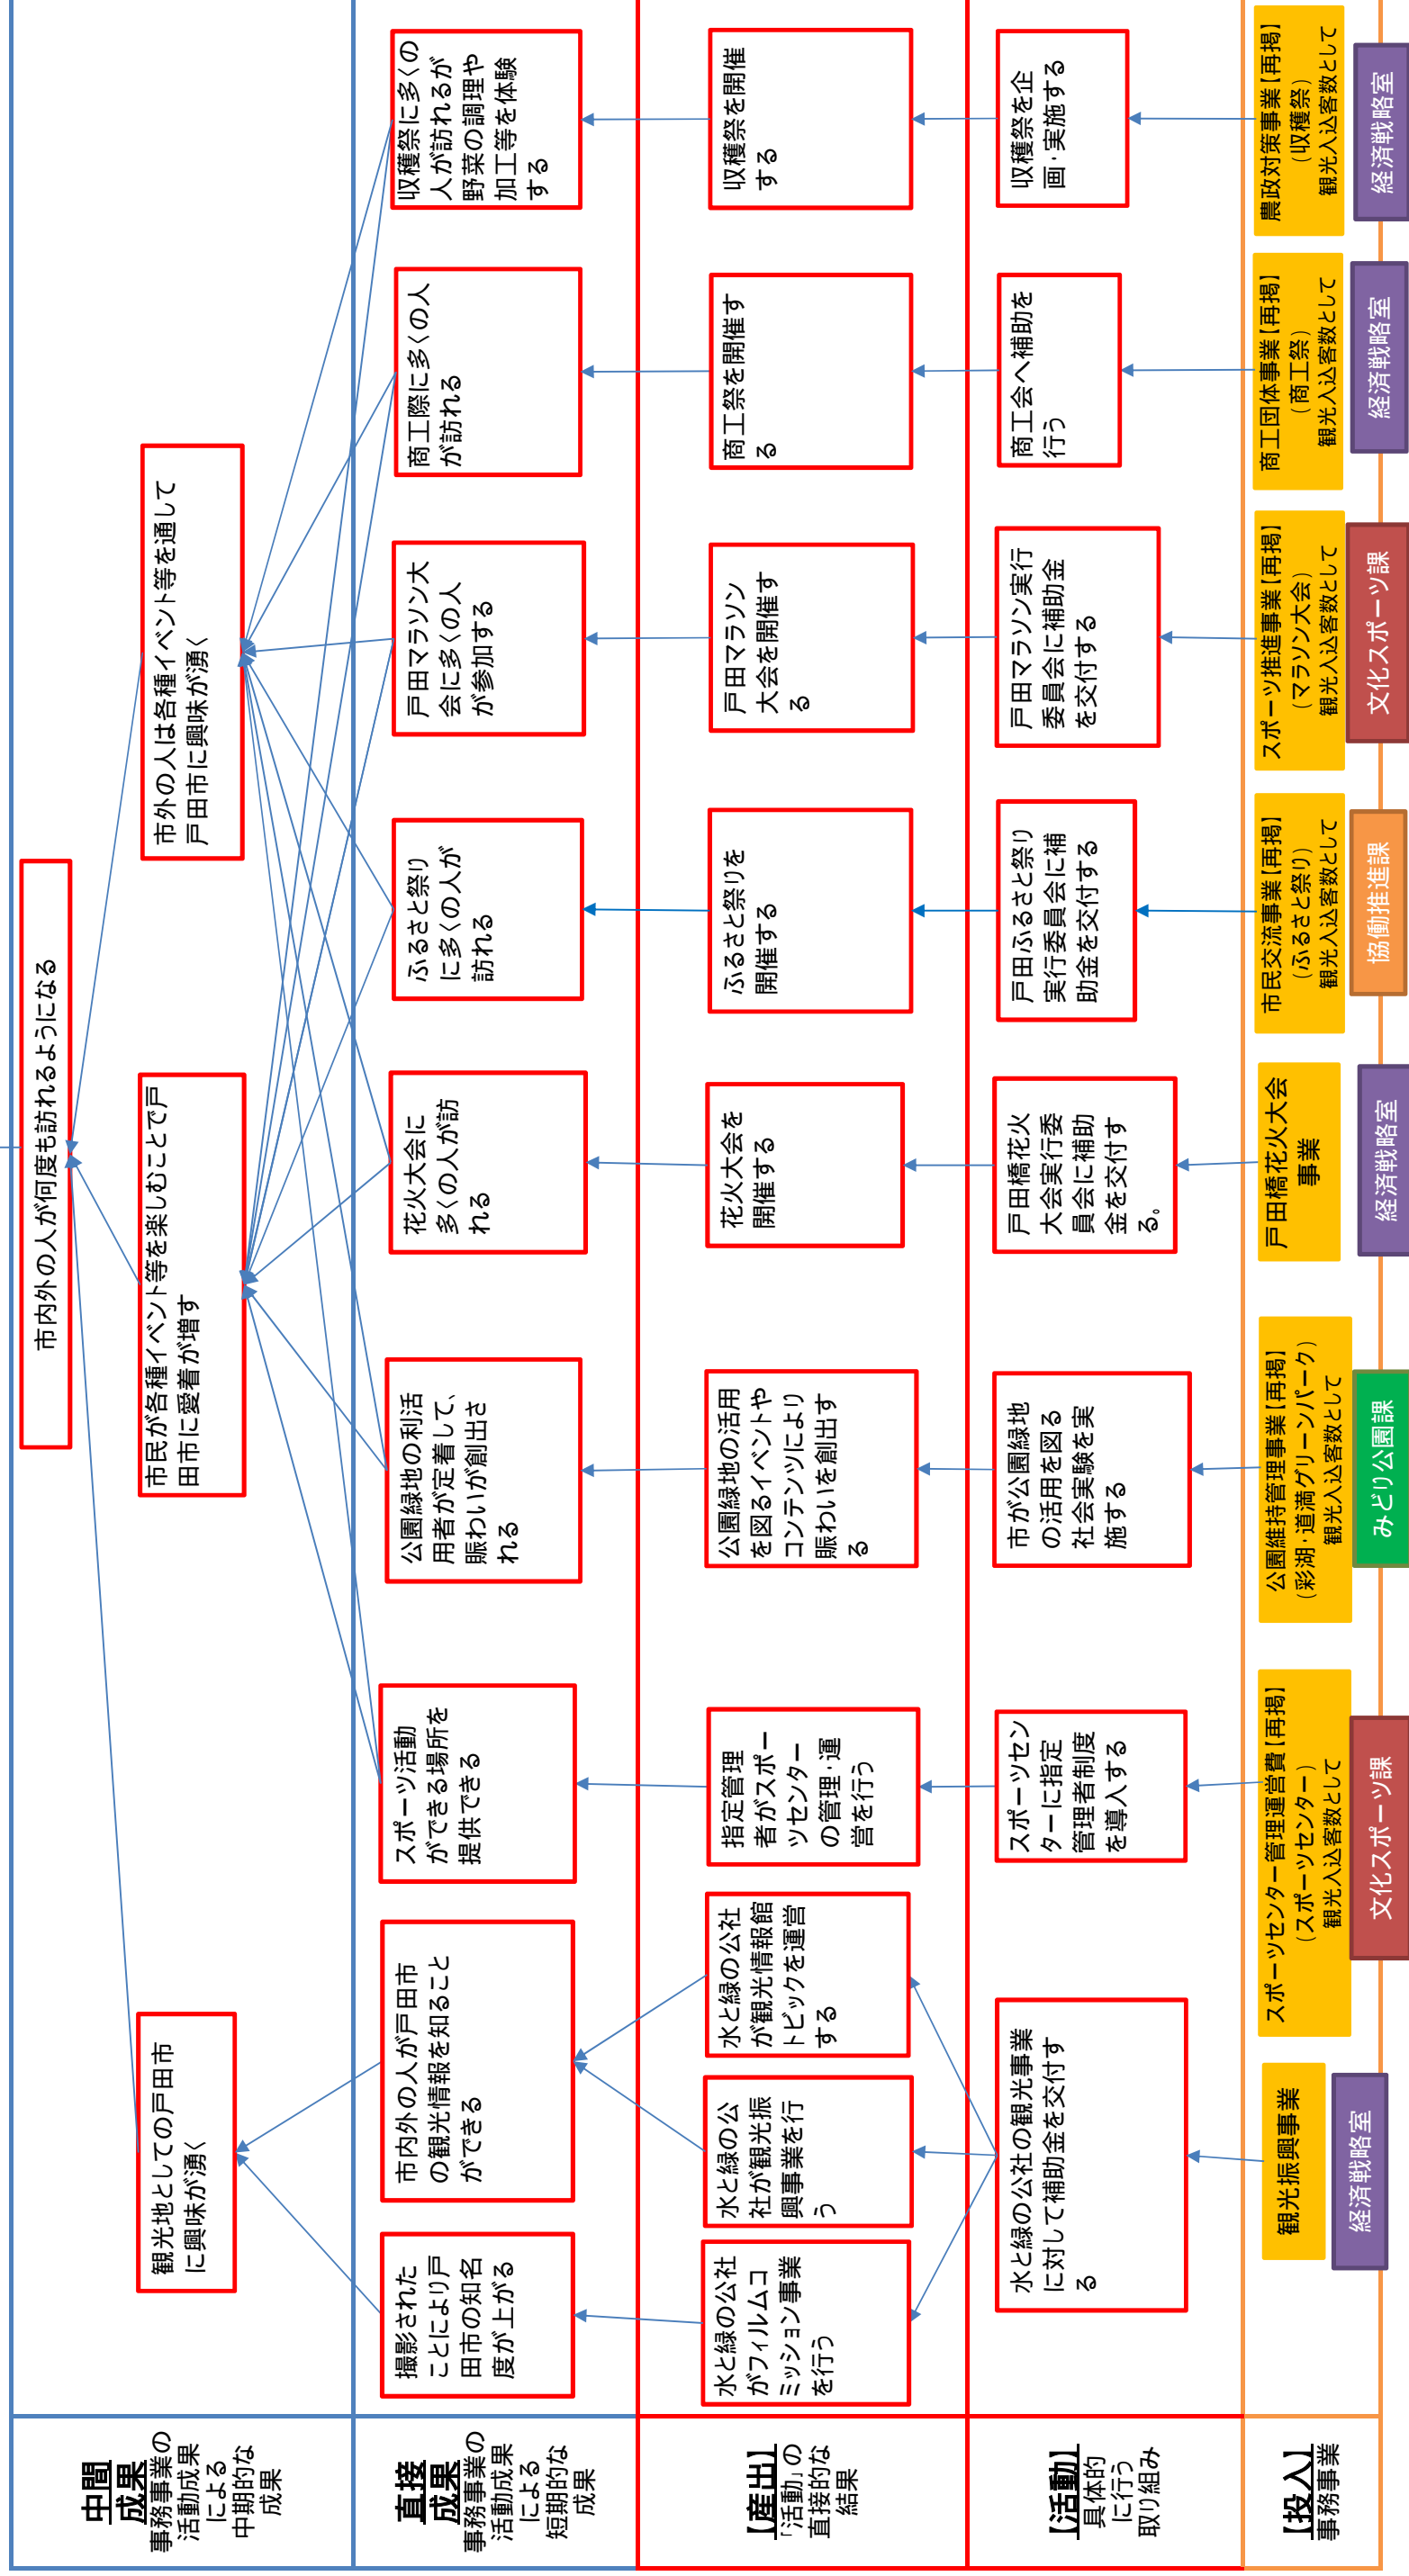 市内外の人が何度も訪れるようになる
中間
成果
事務事業の
活動成果
による
中期的な
成果
観光地としての戸田市
に興味が湧く
市民が各種イベント等を楽しむことで戸
田市に愛着が増す
市外の人は各種イベント等を通して
戸田市に興味が湧く
直接
成果
事務事業の
活動成果
による
短期的な
成果
撮影された
ことにより戸
田市の知名
度が上がる
市内外の人が戸田市
の観光情報を知ること
ができる
スポーツ活動
ができる場所を
提供できる
公園緑地の利活
用者が定着して、
賑わいが創出さ
れる
花火大会に
多くの人が訪
れる
ふるさと祭り
に多くの人が
訪れる
戸田マラソン大
会に多くの人
が参加する
商工際に多くの人
が訪れる
収穫祭に多くの
人が訪れるが
野菜の調理や
加工等を体験
する
【産出】
「活動」の
直接的な
結果
水と緑の公社
がフィルムコ
ミッション事業
を行う
水と緑の公
社が観光振
興事業を行
う
水と緑の公社
が観光情報館
トビックを運営
する
指定管理
者がスポー
ツセンター
の管理・運
営を行う
公園緑地の活用
を図るイベントや
コンテンツにより
賑わいを創出す
る
花火大会を
開催する
ふるさと祭りを
開催する
戸田マラソン
大会を開催す
る
商工祭を開催す
る
収穫祭を開催
する
【活動】
具体的
に行う
取り組み
水と緑の公社の観光事業
に対して補助金を交付す
る
スポーツセン
ターに指定
管理者制度
を導入する
市が公園緑地
の活用を図る
社会実験を実
施する
戸田橋花火
大会実行委
員会に補助
金を交付す
る。
戸田ふるさと祭り
実行委員会に補
助金を交付する
戸田マラソン実行
委員会に補助金
を交付する
商工会へ補助を
行う
収穫祭を企
画・実施する
【投入】
事務事業
観光振興事業
経済戦略室
スポーツセンター管理運営費【再掲】
（スポーツセンター）
観光入込客数として
文化スポーツ課
公園維持管理事業【再掲】
（彩湖・道満グリーンパーク）
観光入込客数として
みどり公園課
戸田橋花火大会
事業
経済戦略室
市民交流事業【再掲】
（ふるさと祭り）
観光入込客数として
協働推進課
スポーツ推進事業【再掲】
（マラソン大会）
観光入込客数として
文化スポーツ課
商工団体事業【再掲】
（商工祭）
観光入込客数として
経済戦略室
農政対策事業【再掲】
（収穫祭）
観光入込客数として
経済戦略室